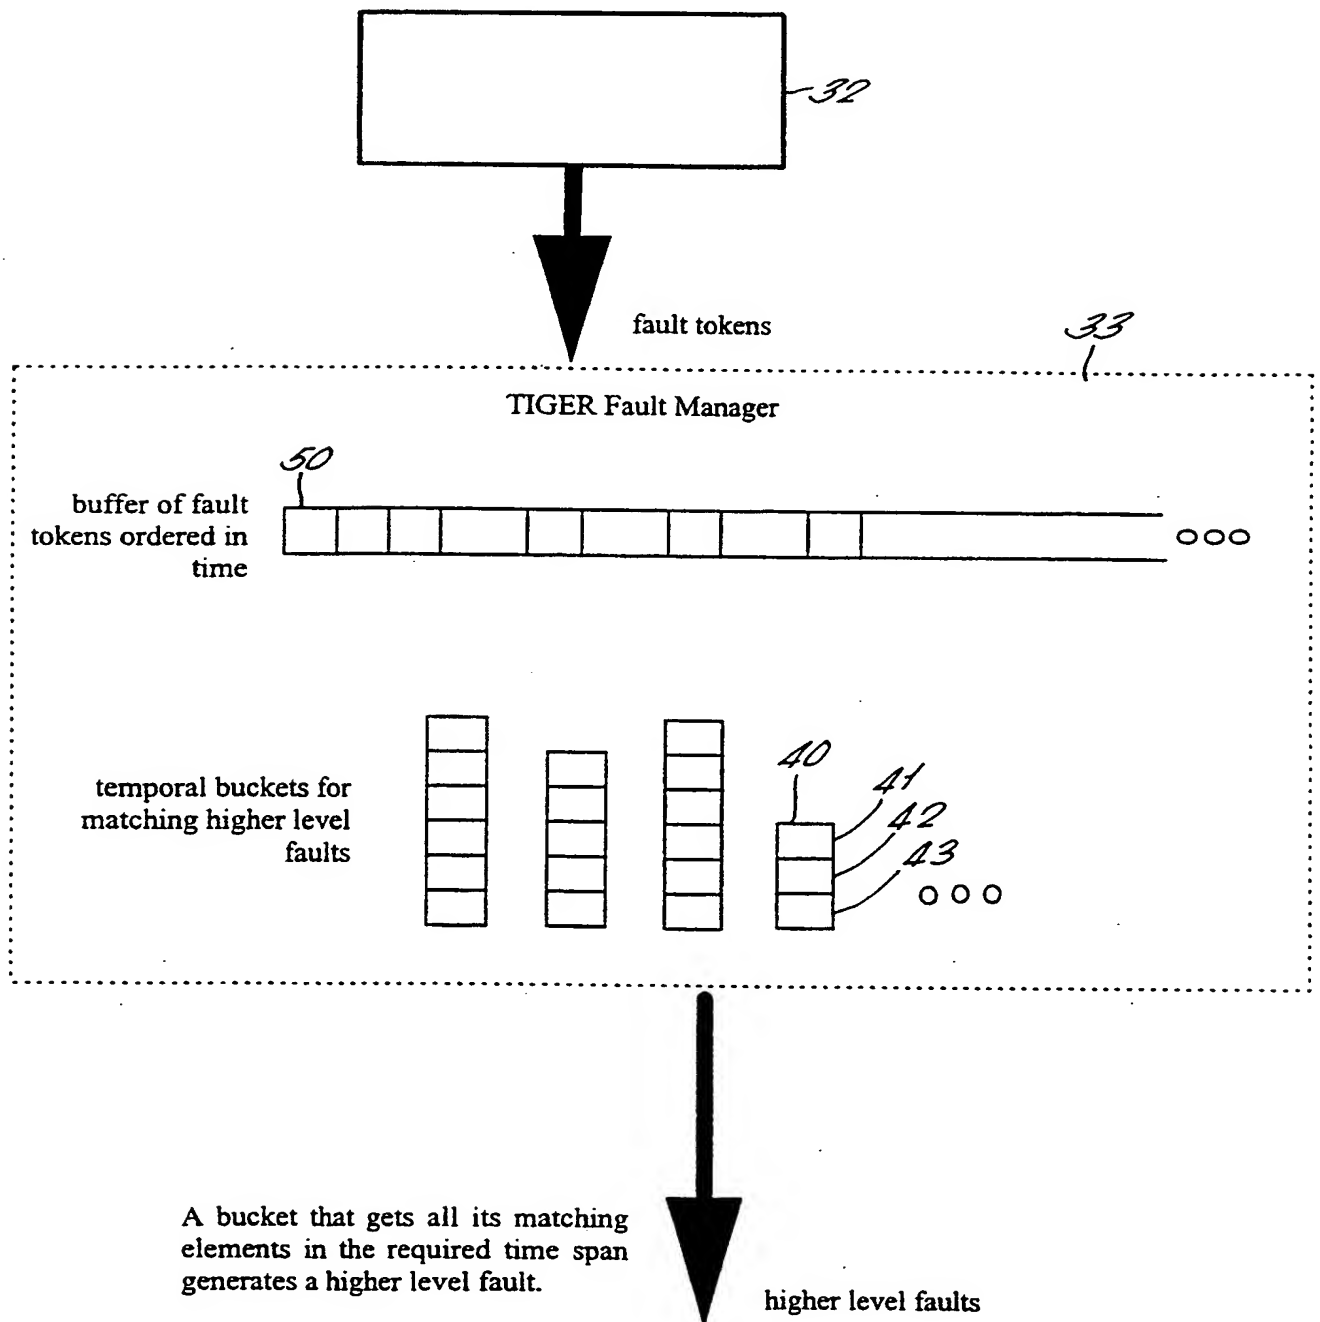 32
fault tokens
33
TIGER Fault Manager
50
buffer of fault
tokens ordered in
time
40
41
42
43
temporal buckets for
matching higher level
faults
A bucket that gets all its matching
elements in the required time span
generates a higher level fault.
higher level faults